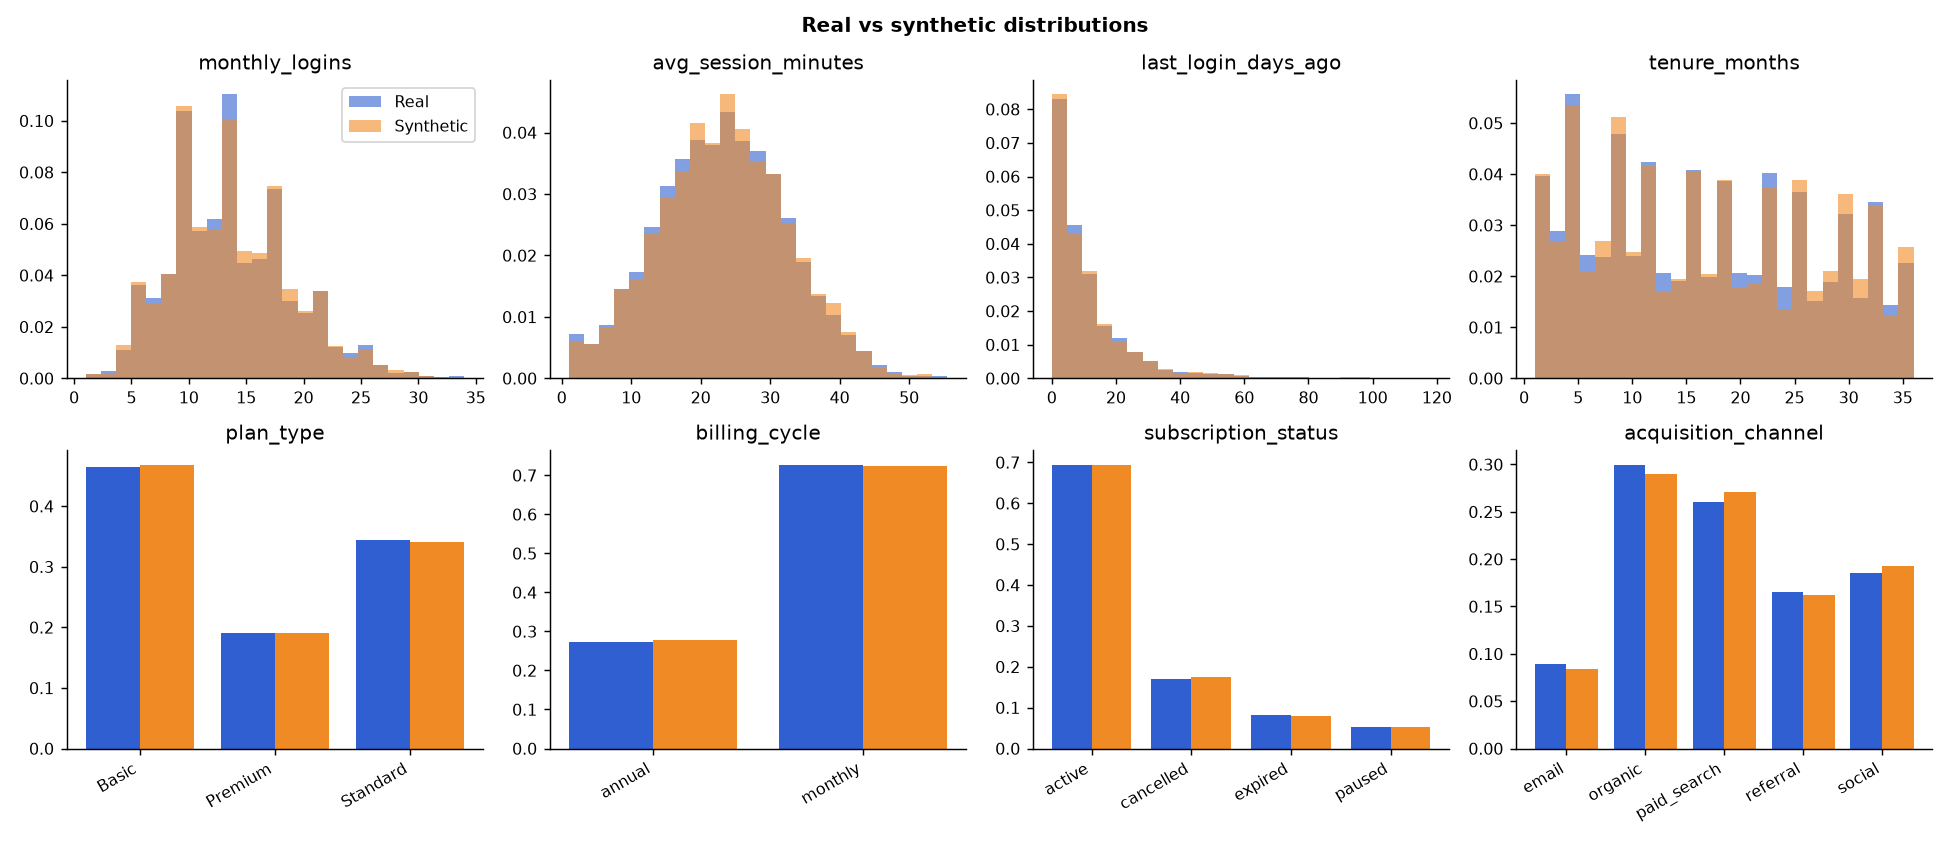 Real vs synthetic distributions
monthly_logins
Real
Synthetic
0.10
0.08
0.06
0.04
0.02
0.00
0 5 10 15 20 25 30 35
avg_session_minutes
0.04
0.03
0.02
0.01
0.00
0 10 20 30 40 50
last_login_days_ago
0.08
0.07
0.06
0.05
0.04
0.03
0.02
0.01
0.00
0 20 40 60 80 100 120
tenure_months
0.05
0.04
0.03
0.02
0.01
0.00
0 5 10 15 20 25 30 35
plan_type
0.4
0.3
0.2
0.1
0.0
Basic Premium Standard
billing_cycle
0.7
0.6
0.5
0.4
0.3
0.2
0.1
0.0
annual monthly
subscription_status
0.7
0.6
0.5
0.4
0.3
0.2
0.1
0.0
active cancelled expired paused
acquisition_channel
0.30
0.25
0.20
0.15
0.10
0.05
0.00
email organic paid_search referral social